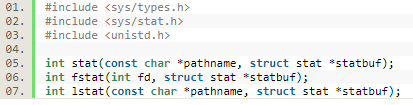 01. #include <sys/types.h>
02. #include <sys/stat.h>
03. #include <unistd.h>
04.
05. int stat(const char *pathname, struct stat *statbuf);
06. int fstat(int fd, struct stat *statbuf);
07. int lstat(const char *pathname, struct stat *statbuf);